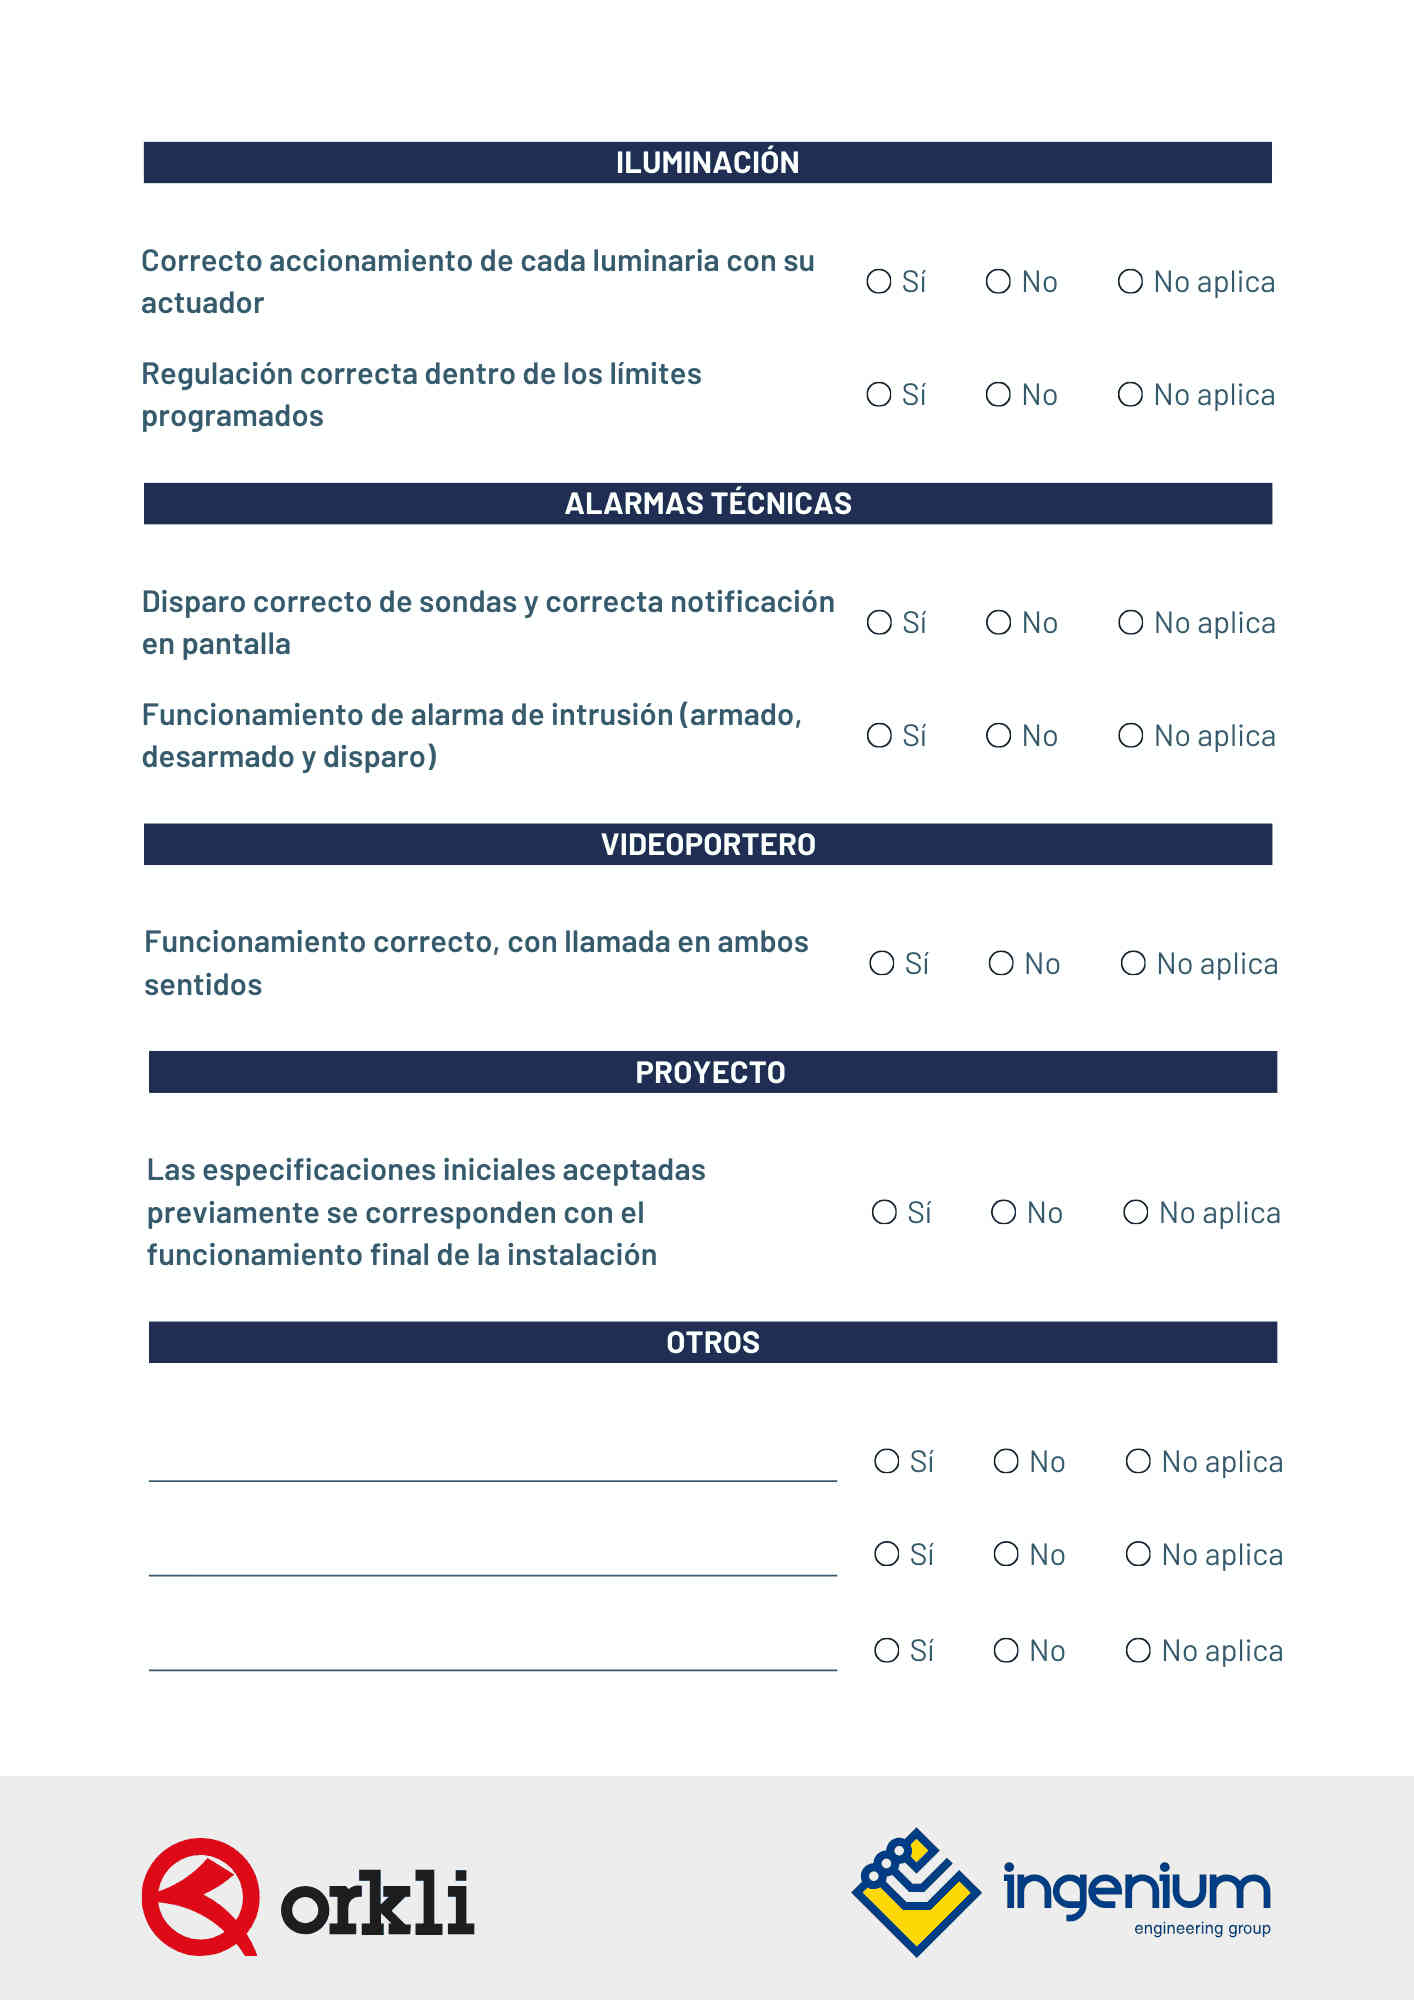 ILUMINACIÓN
Correcto accionamiento de cada luminaria con su
actuador
Sí No No aplica
Regulación correcta dentro de los límites
programados
Sí No No aplica
ALARMAS TÉCNICAS
Disparo correcto de sondas y correcta notificación
en pantalla
Sí No No aplica
Funcionamiento de alarma de intrusión (armado,
desarmado y disparo)
Sí No No aplica
VIDEOPORTERO
Funcionamiento correcto, con llamada en ambos
sentidos
Sí No No aplica
PROYECTO
Las especificaciones iniciales aceptadas
previamente se corresponden con el
funcionamiento final de la instalación
Sí No No aplica
OTROS
Sí No No aplica
Sí No No aplica
Sí No No aplica
orkli
ingenium
engineering group